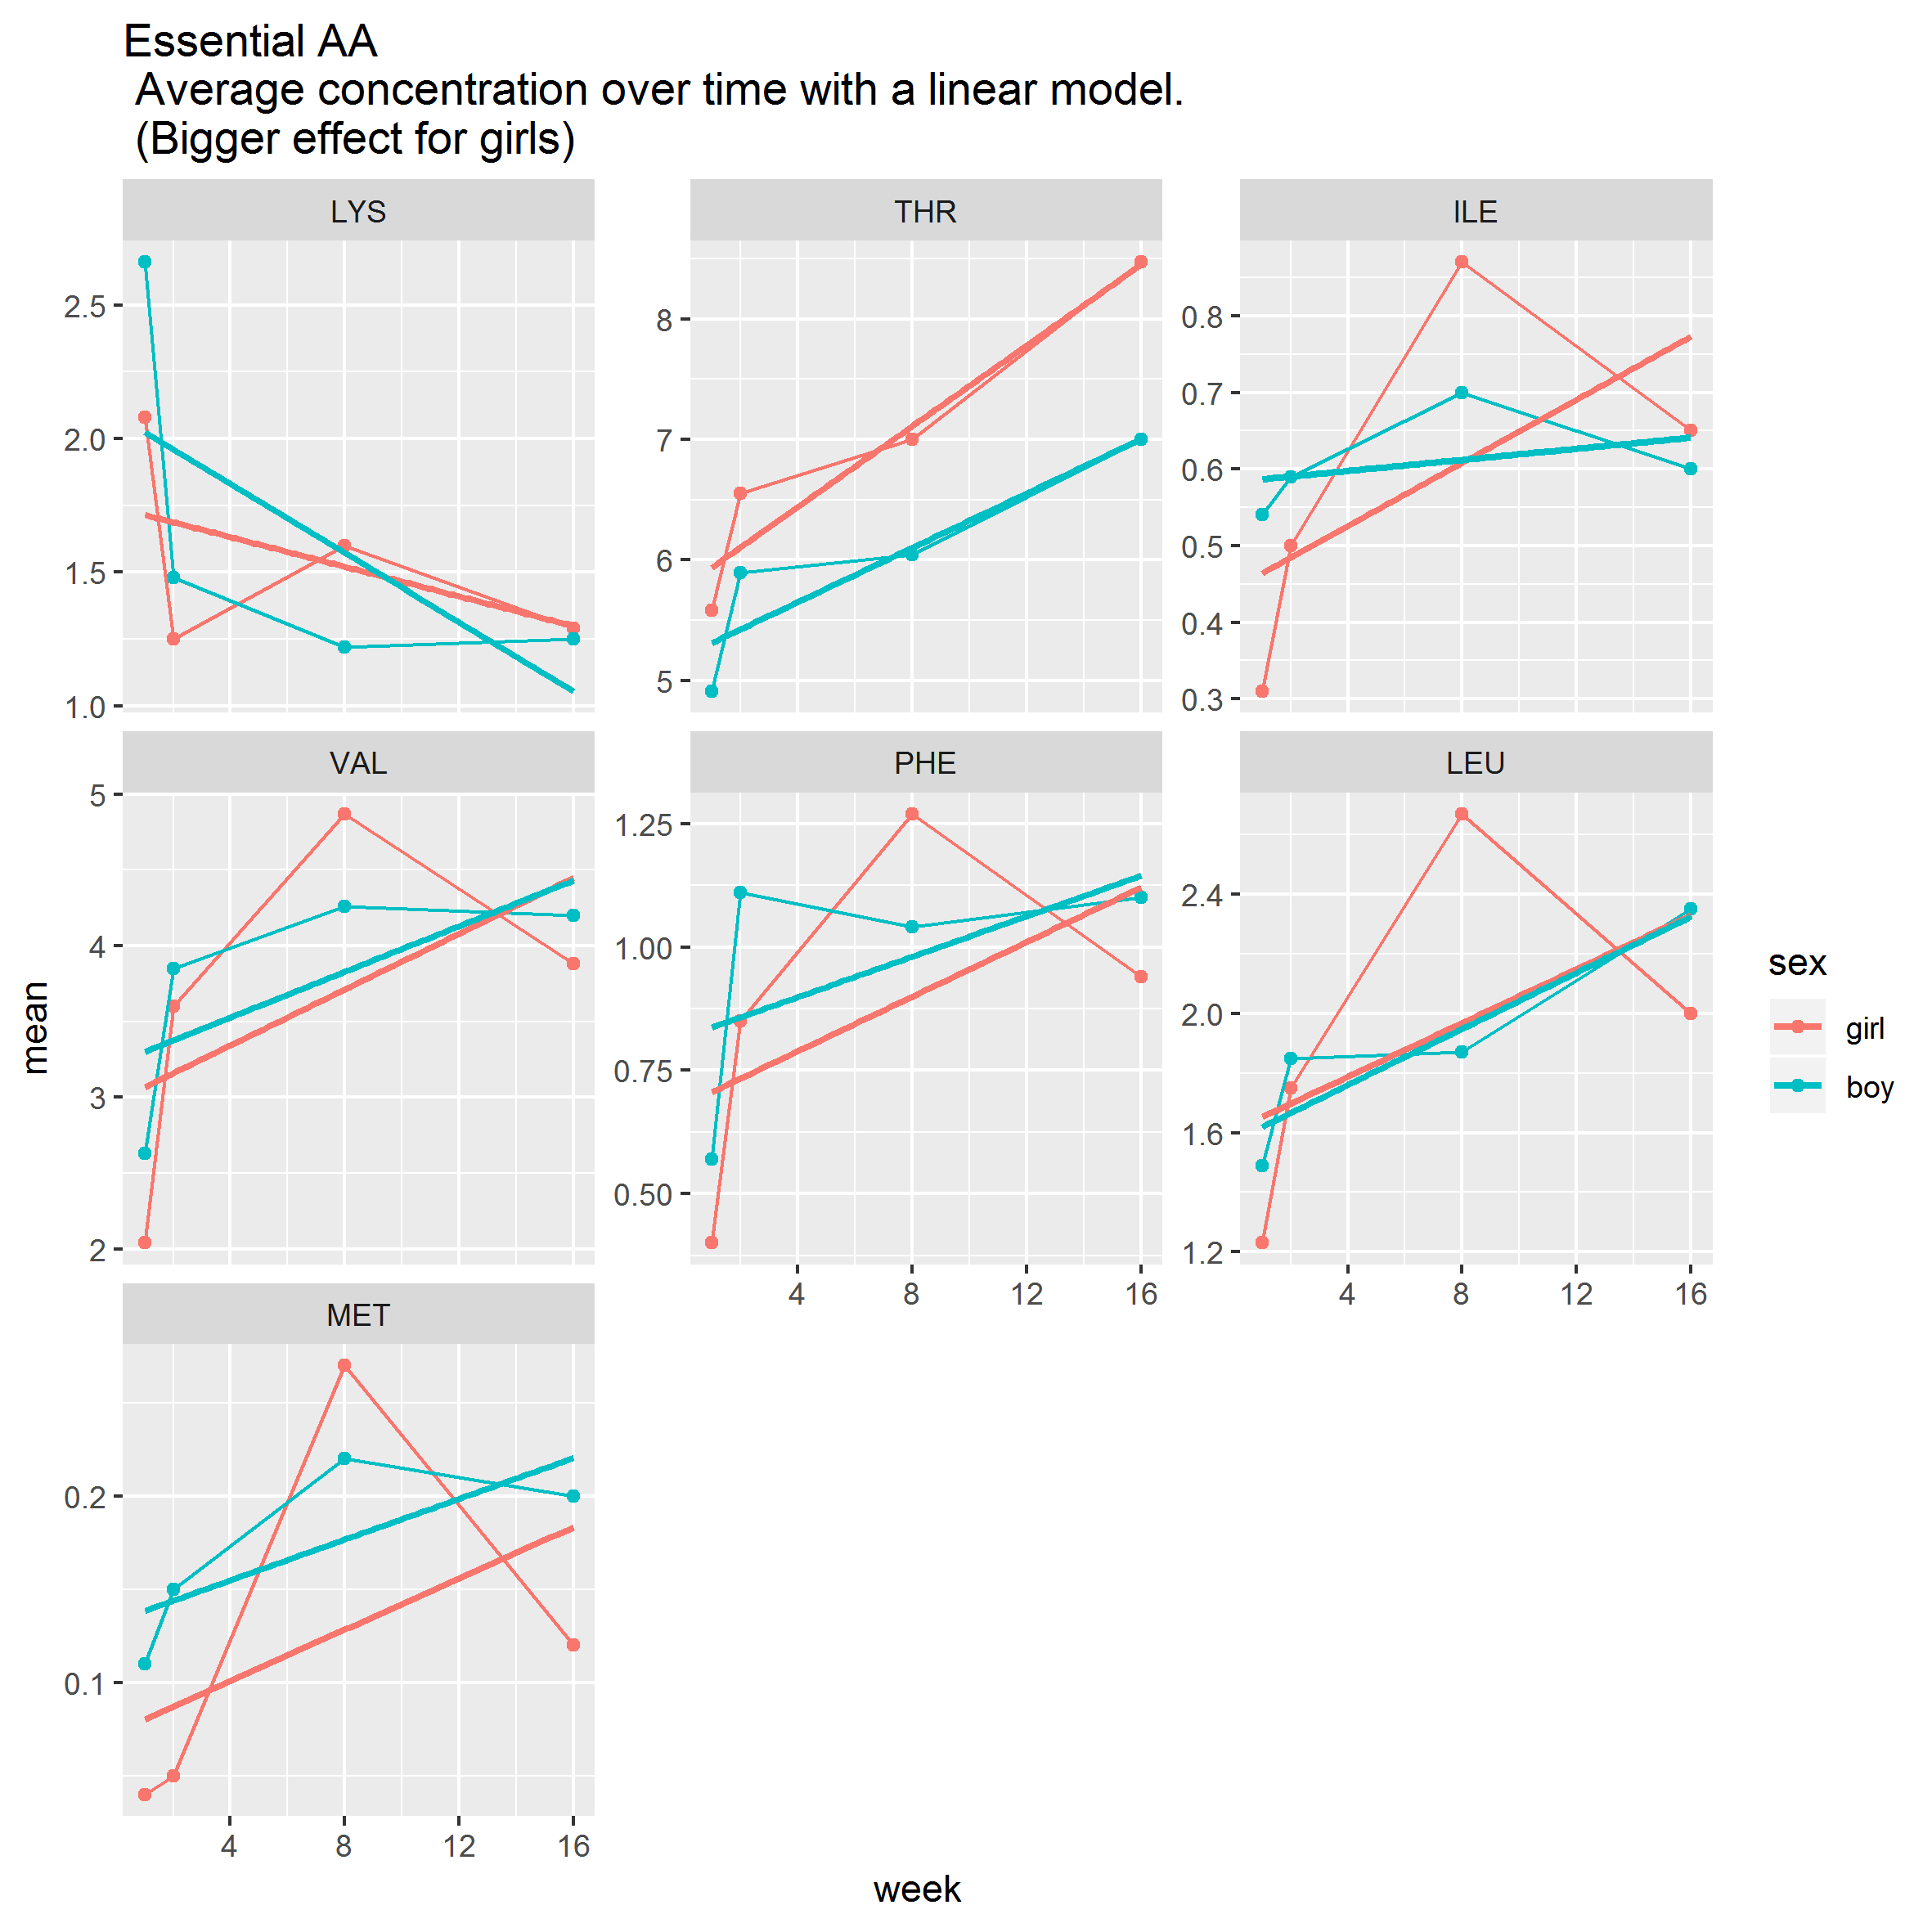 Essential AA
Average concentration over time with a linear model.
(Bigger effect for girls)
LYS
THR
ILE
2.5
2.0
1.5
1.0
8
7
6
5
0.8
0.7
0.6
0.5
0.4
0.3
VAL
PHE
LEU
5
4
3
2
1.25
1.00
0.75
0.50
2.4
2.0
1.6
1.2
4 8 12 16
4 8 12 16
MET
0.2
0.1
4 8 12 16
mean
week
sex
girl
boy